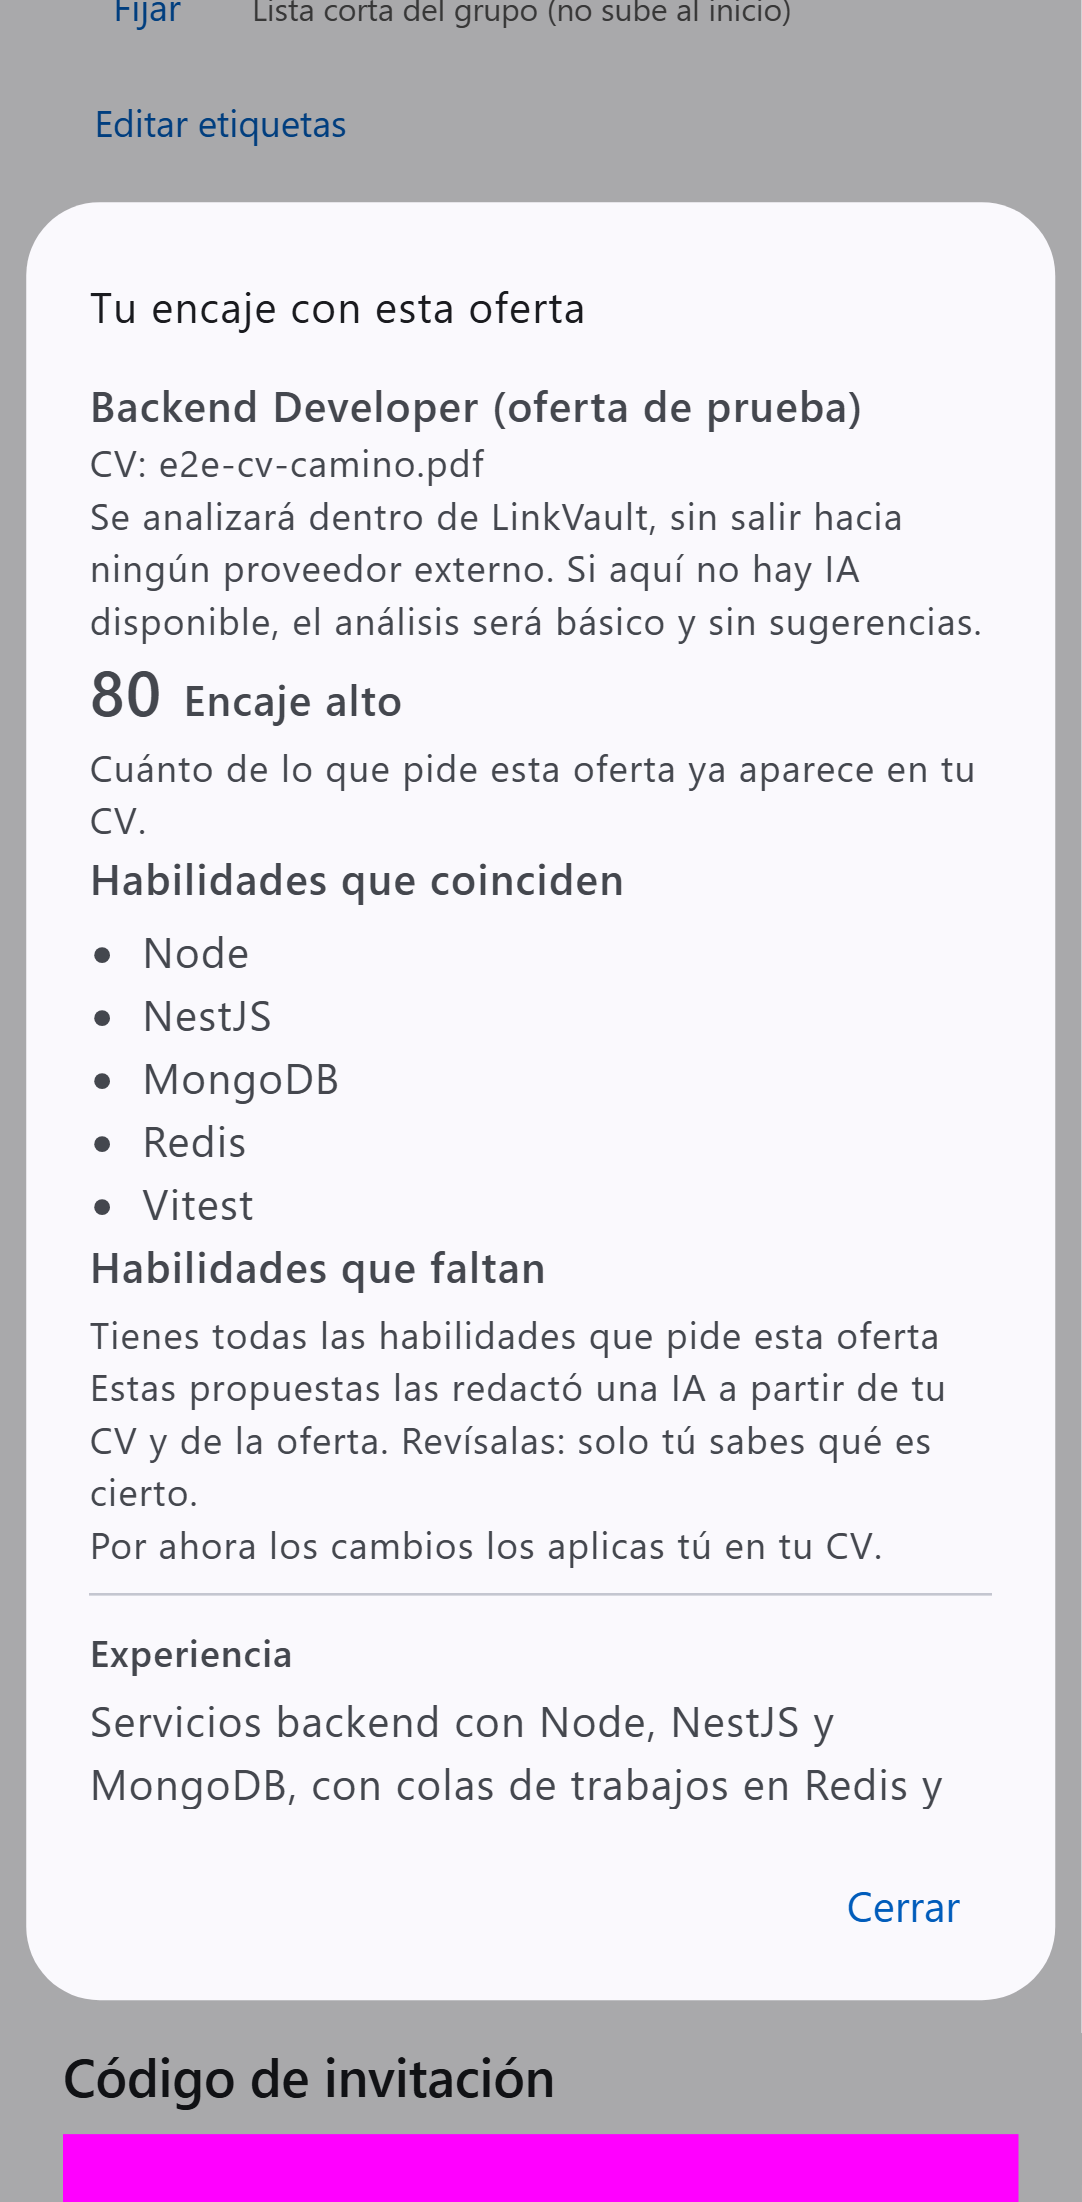 Fijar Lista corta del grupo (no sube al inicio)
Editar etiquetas
Tu encaje con esta oferta
Backend Developer (oferta de prueba)
CV: e2e-cv-camino.pdf
Se analizará dentro de LinkVault, sin salir hacia
ningún proveedor externo. Si aquí no hay IA
disponible, el análisis será básico y sin sugerencias.
80 Encaje alto
Cuánto de lo que pide esta oferta ya aparece en tu
CV.
Habilidades que coinciden
• Node
• NestJS
• MongoDB
• Redis
• Vitest
Habilidades que faltan
Tienes todas las habilidades que pide esta oferta
Estas propuestas las redactó una IA a partir de tu
CV y de la oferta. Revísalas: solo tú sabes qué es
cierto.
Por ahora los cambios los aplicas tú en tu CV.
Experiencia
Servicios backend con Node, NestJS y
MongoDB, con colas de trabajos en Redis y
Cerrar
Código de invitación